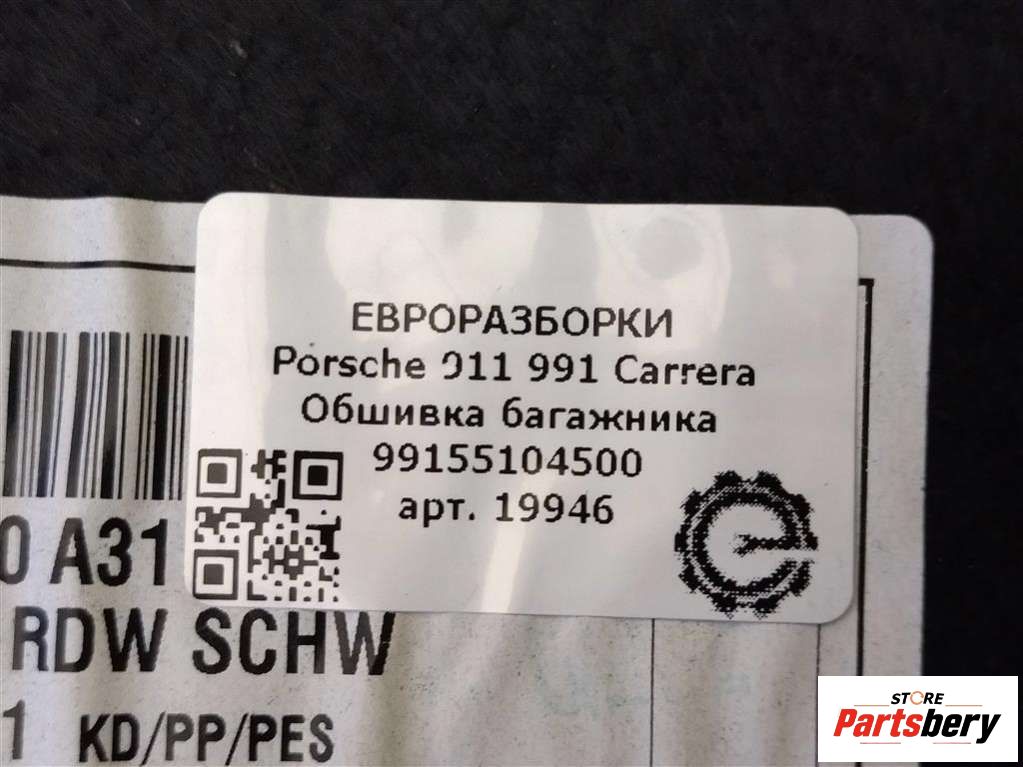 ЕВРОРАЗБОРКИ
Porsche 911 991 Carrera
Обшивка багажника
99155104500
арт. 19946
0 A31
RDW SCHW
1 KD/PP/PES
STORE
Partsbery